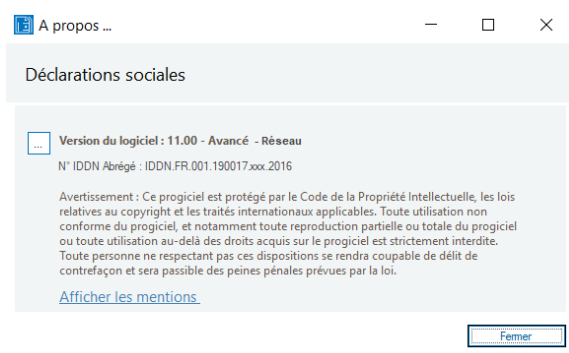 A propos ...
Déclarations sociales
...
Version du logiciel : 11.00 - Avancé - Réseau
N° IDDN Abrégé : IDDN.FR.001.190017.xxx.2016
Avertissement : Ce progiciel est protégé par le Code de la Propriété Intellectuelle, les lois
relatives au copyright et les traités internationaux applicables. Toute utilisation non
conforme du progiciel, et notamment toute reproduction partielle ou totale du progiciel
ou toute utilisation au-delà des droits acquis sur le progiciel est strictement interdite.
Toute personne ne respectant pas ces dispositions se rendra coupable de délit de
contrefaçon et sera passible des peines pénales prévues par la loi.
Afficher les mentions
Fermer